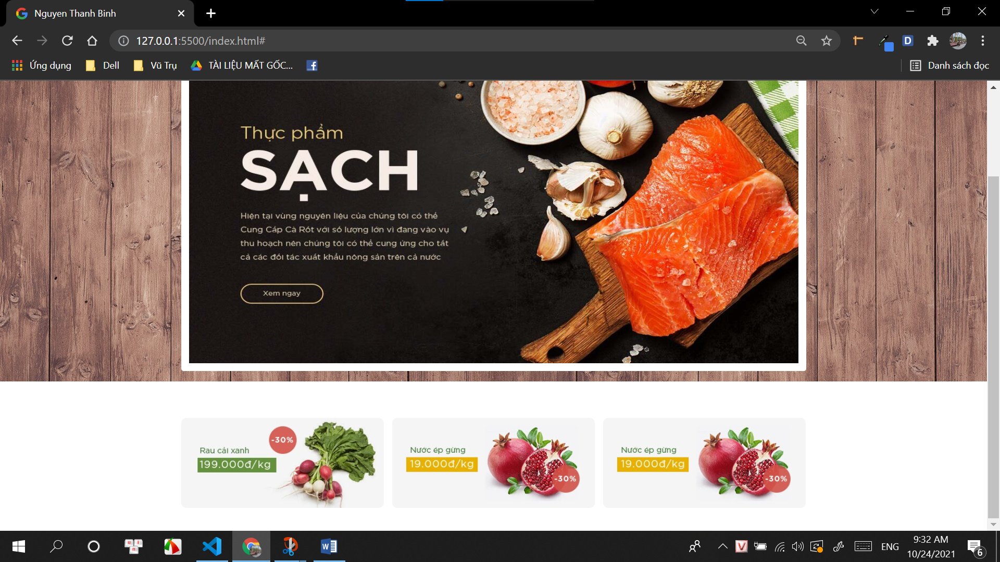 Nguyen Thanh Binh
127.0.0.1:5500/index.html#
Ứng dụng
Dell
Vũ Trụ
TÀI LIỆU MẤT GỐC...
Danh sách đọc
Thực phẩm
SẠCH
Hiện tại vùng nguyên liệu của chúng tôi có thể
Cung Cấp Cà Rốt với số lượng lớn vì đang vào vụ
thu hoạch nên chúng tôi có thể cung ứng cho tất
cả các đối tác xuất khẩu nông sản trên cả nước
Xem ngay
-30%
Rau cải xanh
199.000đ/kg
Nước ép gừng
19.000đ/kg
-30%
Nước ép gừng
19.000đ/kg
-30%
ENG
9:32 AM
10/24/2021
6